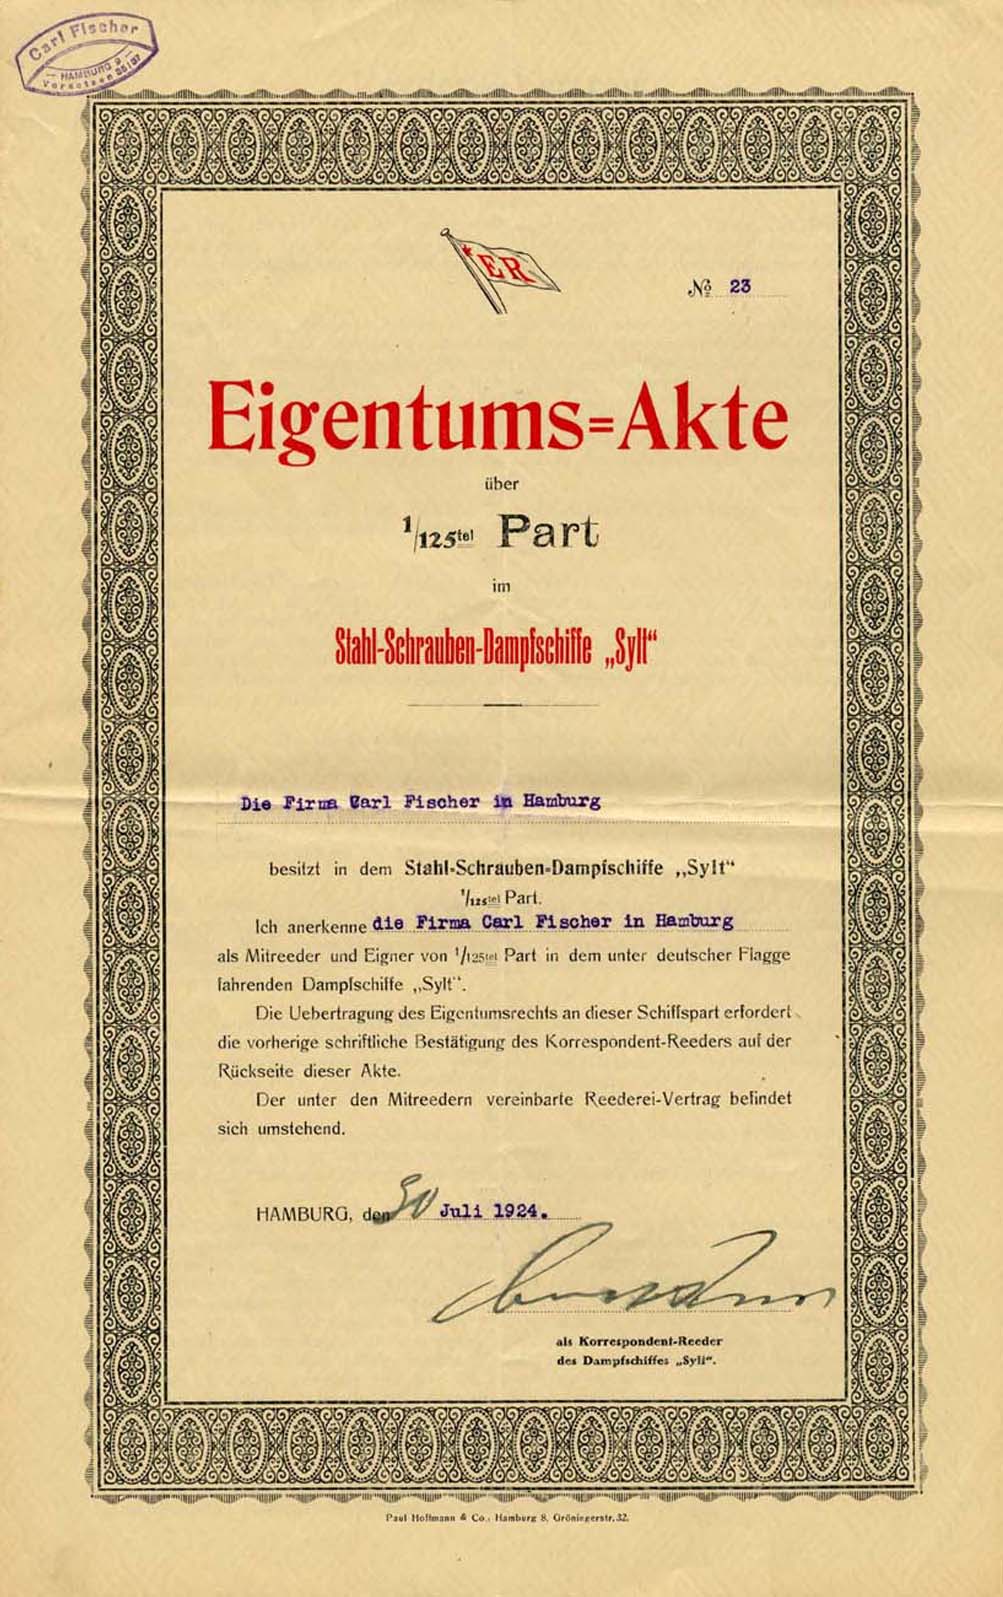 Carl Fischer
— HAMBURG 9 —
ER
№ 23
Eigentums=Akte
über
1/125tel Part
im
Stahl-Schrauben-Dampfschiffe „Sylt“
Die Firma Carl Fischer in Hamburg
besitzt in dem Stahl-Schrauben-Dampfschiffe „Sylt“
1/125tel Part.
Ich anerkenne die Firma Carl Fischer in Hamburg
als Mitreeder und Eigner von 1/125tel Part in dem unter deutscher Flagge
fahrenden Dampfschiffe „Sylt“.
Die Uebertragung des Eigentumsrechts an dieser Schiffspart erfordert
die vorherige schriftliche Bestätigung des Korrespondent-Reeders auf der
Rückseite dieser Akte.
Der unter den Mitreedern vereinbarte Reederei-Vertrag befindet
sich umstehend.
HAMBURG, den 30 Juli 1924.
als Korrespondent-Reeder
des Dampfschiffes „Sylt“.
Paul Hoffmann & Co., Hamburg 8, Gröningerstr. 32.